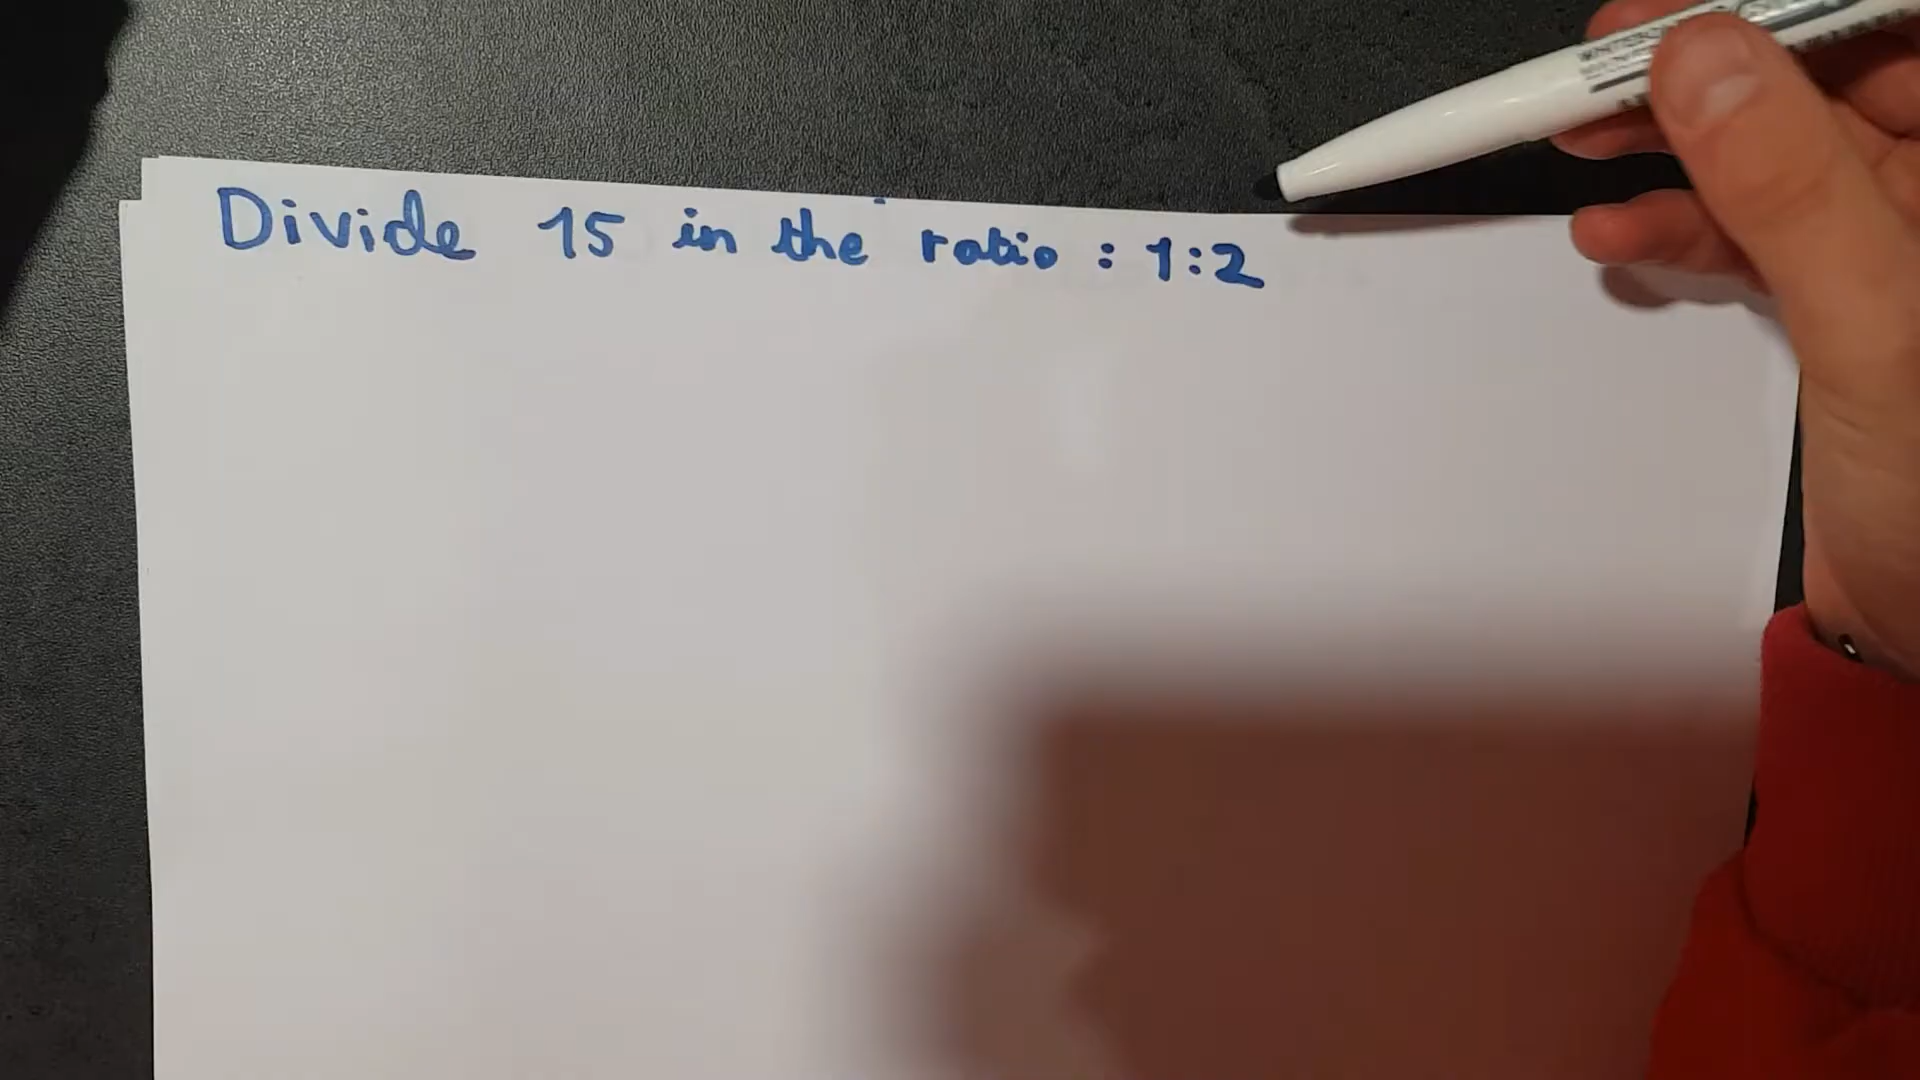 Divide 15 in the ratio : 1:2